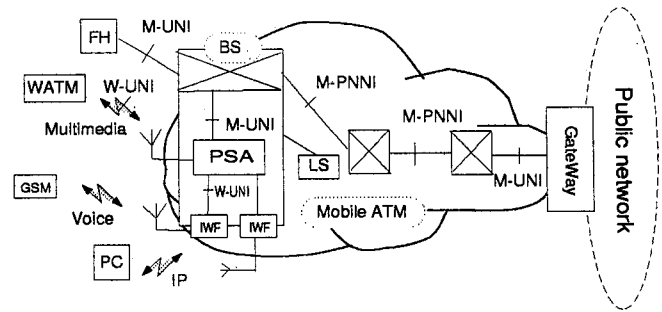 FH
M-UNI
BS
WATM
W-UNI
Multimedia
M-UNI
M-PNNI
M-PNNI
PSA
LS
W-UNI
GSM
Voice
IWF
IWF
Mobile ATM
PC
IP
M-UNI
GateWay
Public network